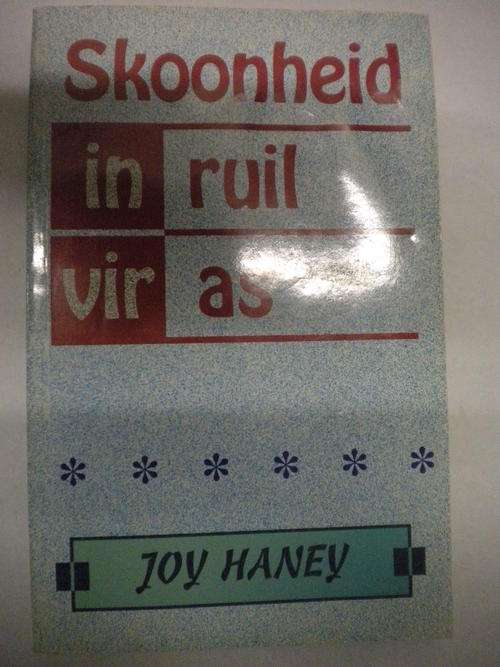 Skoonheid
in ruil
vir as
JOY HANEY